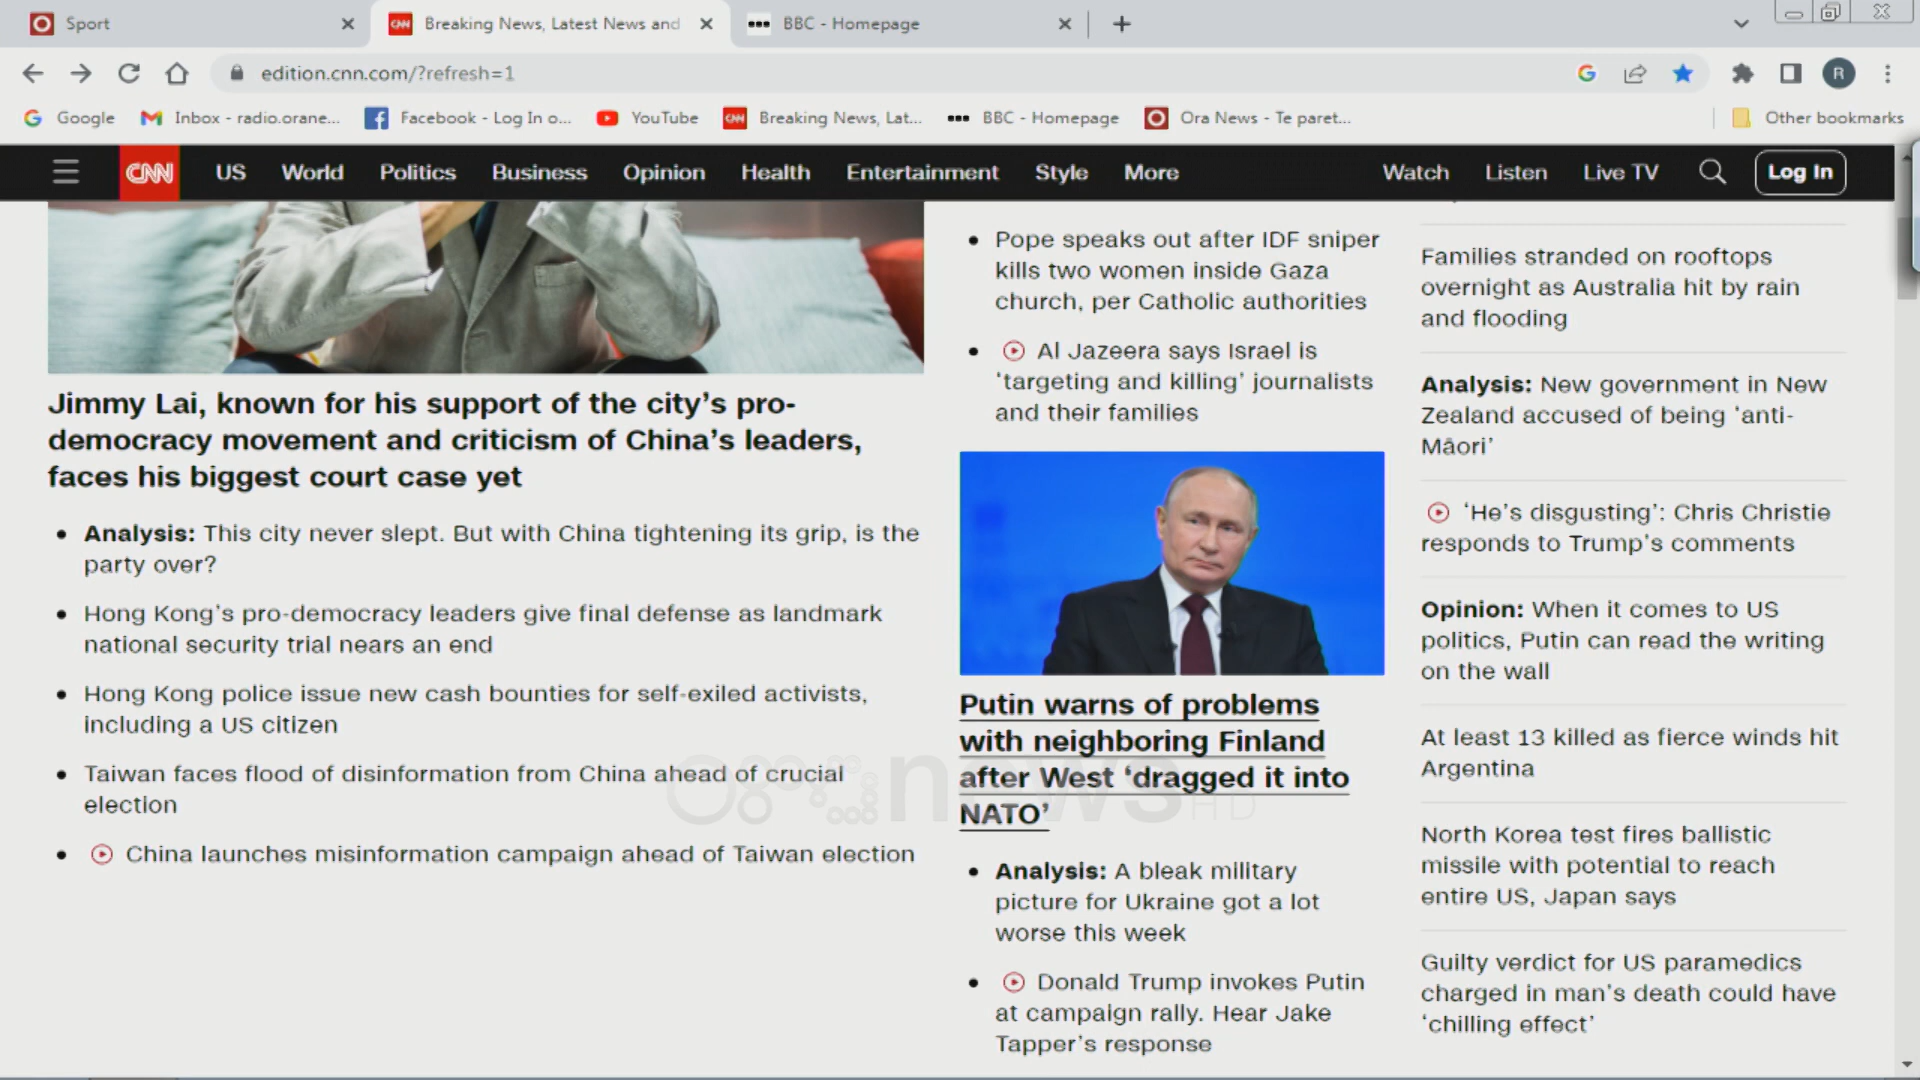 Sport
Breaking News, Latest News and
BBC - Homepage
edition.cnn.com/?refresh=1
R
Google
Inbox - radio.orane...
Facebook - Log In o...
YouTube
Breaking News, Lat...
BBC - Homepage
Ora News - Te paret...
Other bookmarks
CNN
US
World
Politics
Business
Opinion
Health
Entertainment
Style
More
Watch
Listen
Live TV
Log In
Jimmy Lai, known for his support of the city’s pro-
democracy movement and criticism of China’s leaders,
faces his biggest court case yet
Analysis: This city never slept. But with China tightening its grip, is the
party over?
Hong Kong’s pro-democracy leaders give final defense as landmark
national security trial nears an end
Hong Kong police issue new cash bounties for self-exiled activists,
including a US citizen
Taiwan faces flood of disinformation from China ahead of crucial
election
China launches misinformation campaign ahead of Taiwan election
Pope speaks out after IDF sniper
kills two women inside Gaza
church, per Catholic authorities
Al Jazeera says Israel is
‘targeting and killing’ journalists
and their families
Putin warns of problems
with neighboring Finland
after West ‘dragged it into
NATO’
Analysis: A bleak military
picture for Ukraine got a lot
worse this week
Donald Trump invokes Putin
at campaign rally. Hear Jake
Tapper’s response
Families stranded on rooftops
overnight as Australia hit by rain
and flooding
Analysis: New government in New
Zealand accused of being ‘anti-
Māori’
‘He’s disgusting’: Chris Christie
responds to Trump’s comments
Opinion: When it comes to US
politics, Putin can read the writing
on the wall
At least 13 killed as fierce winds hit
Argentina
North Korea test fires ballistic
missile with potential to reach
entire US, Japan says
Guilty verdict for US paramedics
charged in man’s death could have
‘chilling effect’
ora news HD